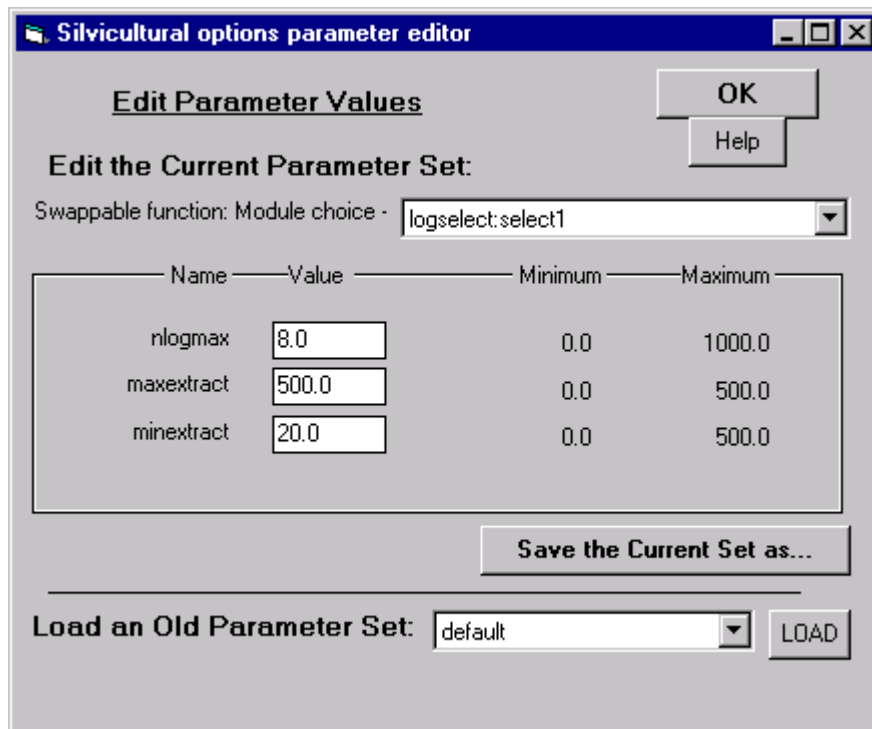 Silvicultural options parameter editor
Edit Parameter Values
OK
Help
Edit the Current Parameter Set:
Swappable function: Module choice - logselect:select1
Name Value Minimum Maximum
nlogmax 8.0 0.0 1000.0
maxextract 500.0 0.0 500.0
minextract 20.0 0.0 500.0
Save the Current Set as...
Load an Old Parameter Set: default LOAD